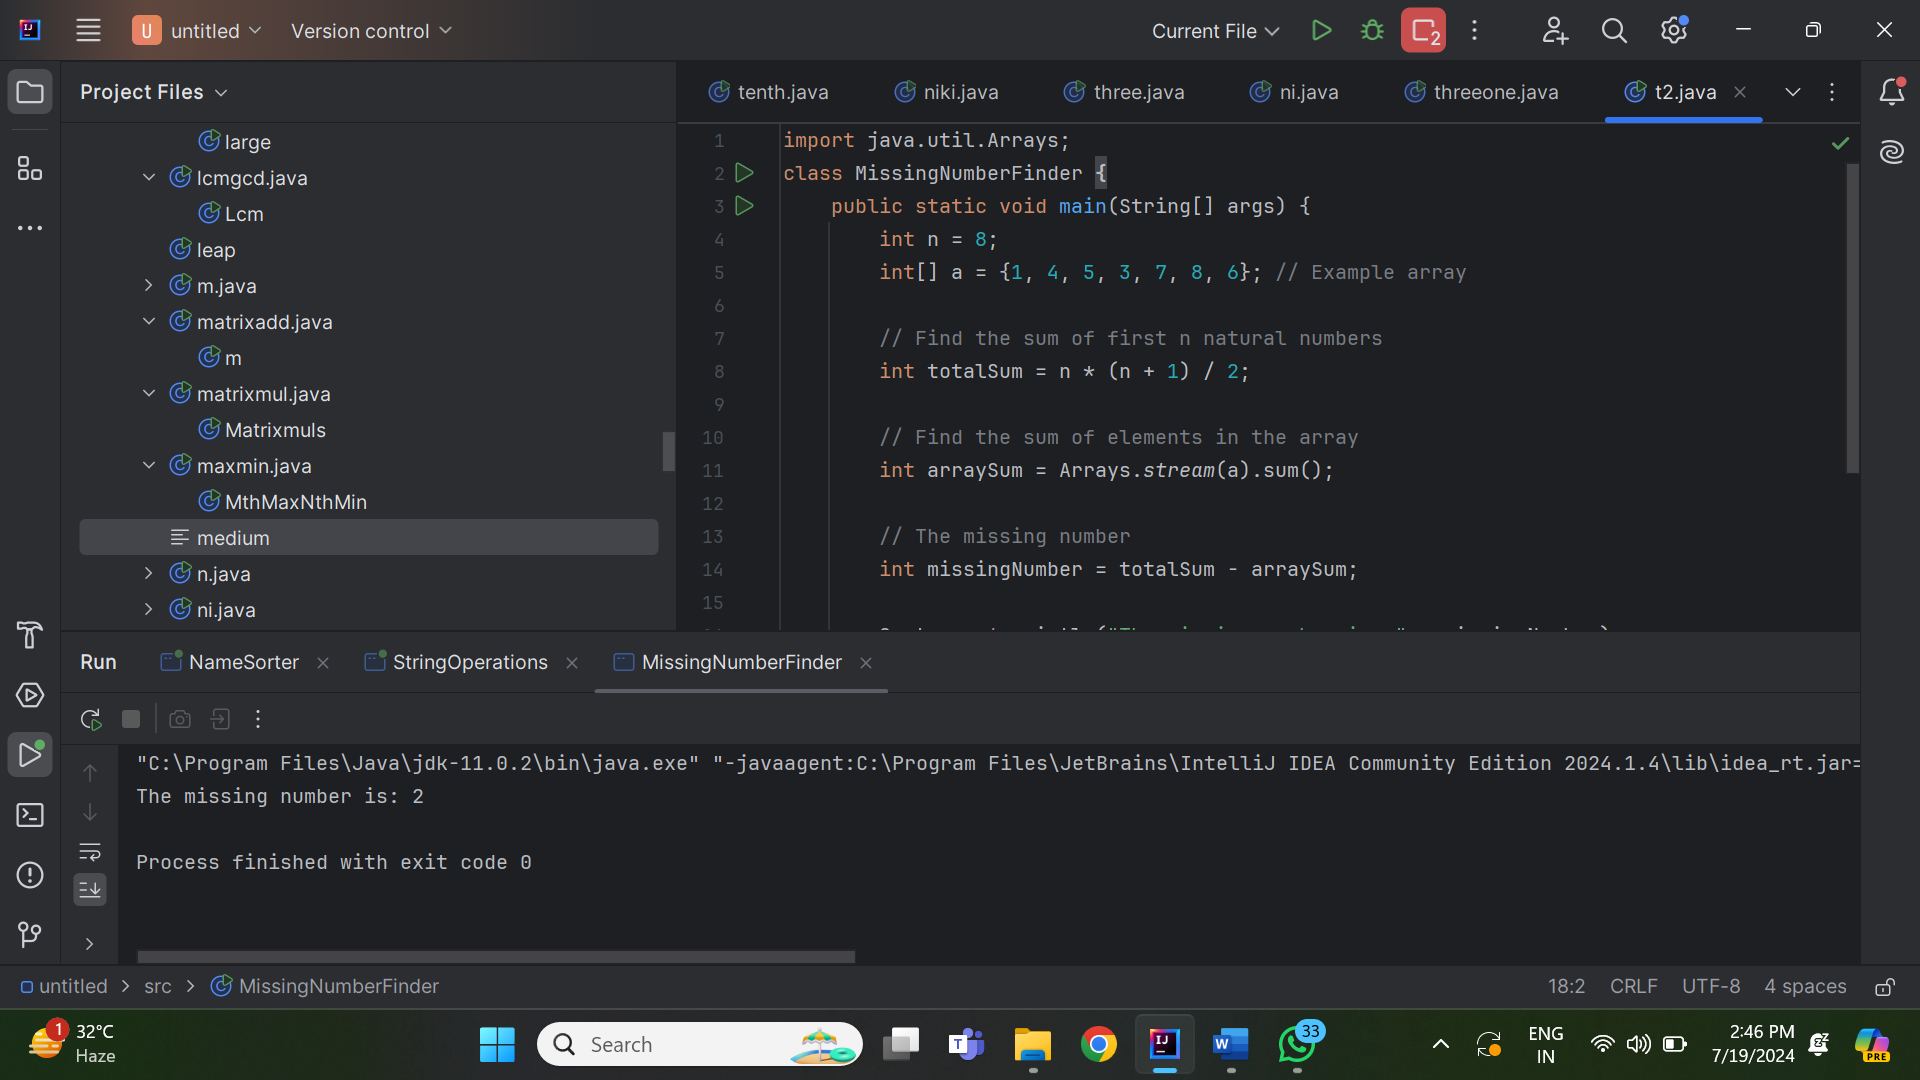 U untitled Version control Current File 2
Project Files
tenth.java niki.java three.java ni.java threeone.java t2.java
large
lcmgcd.java
Lcm
leap
m.java
matrixadd.java
m
matrixmul.java
Matrixmuls
maxmin.java
MthMaxNthMin
medium
n.java
ni.java
1 import java.util.Arrays;
2 class MissingNumberFinder {
3 public static void main(String[] args) {
4 int n = 8;
5 int[] a = {1, 4, 5, 3, 7, 8, 6}; // Example array
6
7 // Find the sum of first n natural numbers
8 int totalSum = n * (n + 1) / 2;
9
10 // Find the sum of elements in the array
11 int arraySum = Arrays.stream(a).sum();
12
13 // The missing number
14 int missingNumber = totalSum - arraySum;
15
Run NameSorter StringOperations MissingNumberFinder
"C:\Program Files\Java\jdk-11.0.2\bin\java.exe" "-javaagent:C:\Program Files\JetBrains\IntelliJ IDEA Community Edition 2024.1.4\lib\idea_rt.jar=
The missing number is: 2
Process finished with exit code 0
untitled > src > MissingNumberFinder 18:2 CRLF UTF-8 4 spaces
1 32°C
Haze
Search
33
ENG
IN
2:46 PM
7/19/2024
PRE